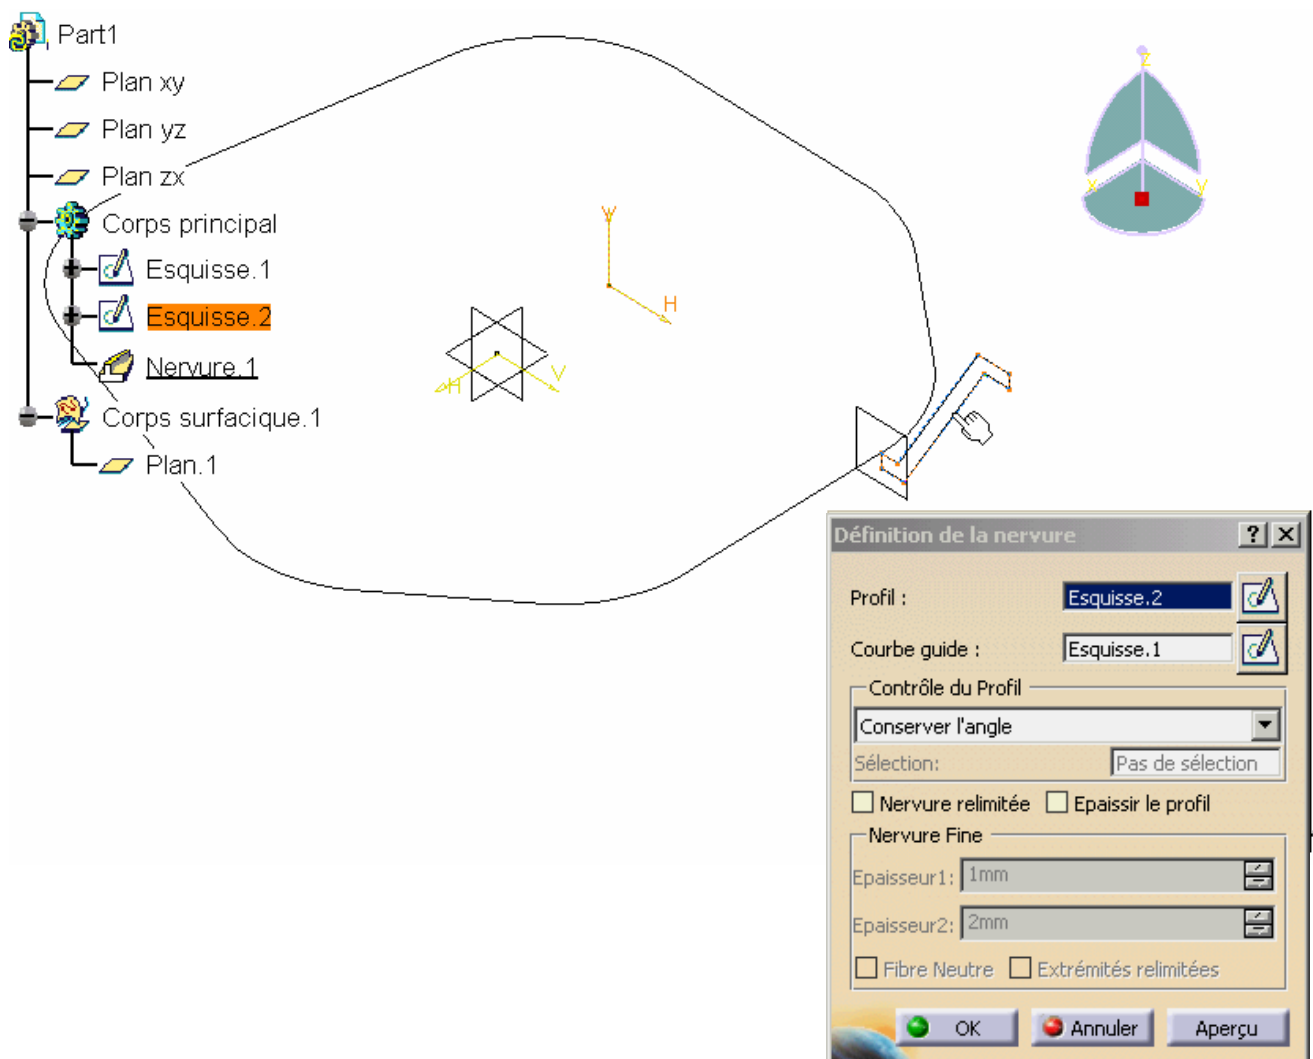 Part1
Plan xy
Plan yz
Plan zx
Corps principal
Esquisse.1
Esquisse.2
Nervure.1
Corps surfacique.1
Plan.1
V
H
H
V
z
x
y
Définition de la nervure
Profil :
Esquisse.2
Courbe guide :
Esquisse.1
Contrôle du Profil
Conserver l'angle
Sélection:
Pas de sélection
Nervure relimitée
Epaissir le profil
Nervure Fine
Epaisseur1: 1mm
Epaisseur2: 2mm
Fibre Neutre
Extrémités relimitées
OK
Annuler
Aperçu